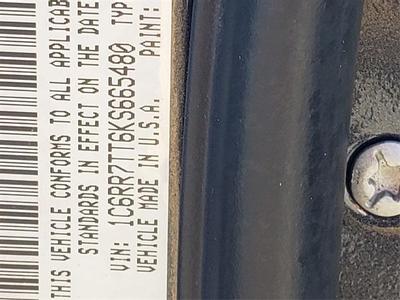 THIS VEHICLE CONFORMS TO ALL APPLICAB
STANDARDS IN EFFECT ON THE DATE
VIN: 1C6RR7TT6KS665480 TYP
VEHICLE MADE IN U.S.A. PAINT: